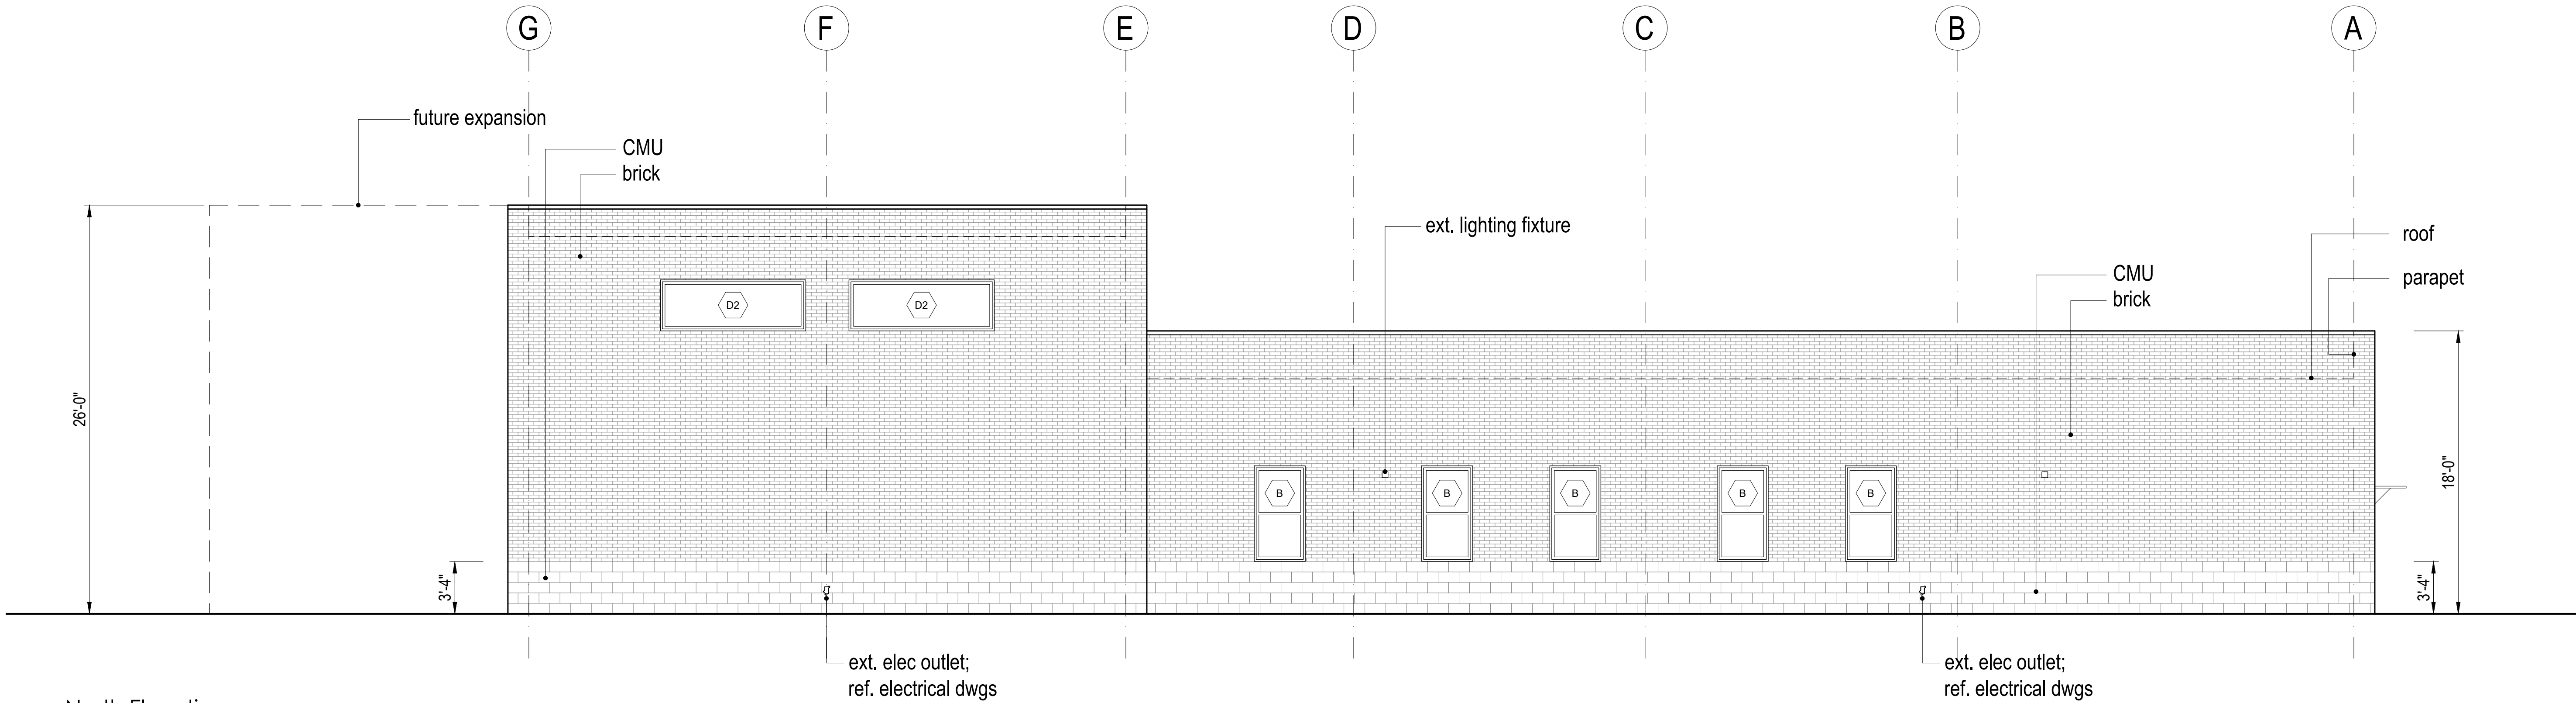 G F E D C B A
future expansion
CMU
brick
ext. lighting fixture
roof
CMU
parapet
brick
D2 D2
26'-0"
18'-0"
B B B B B
3'-4"
3'-4"
ext. elec outlet;
ref. electrical dwgs
ext. elec outlet;
ref. electrical dwgs